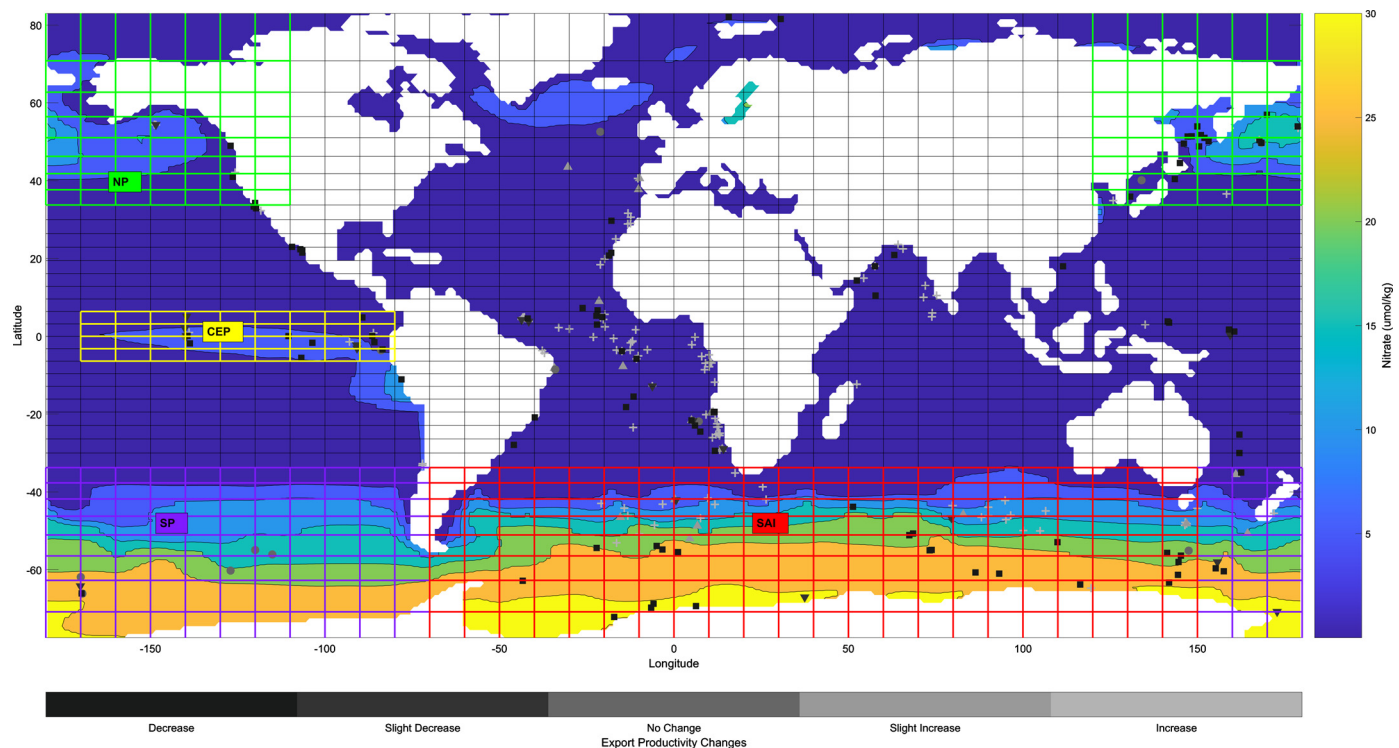 80
60
40
20
0
-20
-40
-60
Latitude
NP
CEP
SP
SAI
-150
-100
-50
0
50
100
150
Longitude
30
25
20
15
10
5
Nitrate (μmol/kg)
Decrease
Slight Decrease
No Change
Slight Increase
Increase
Export Productivity Changes